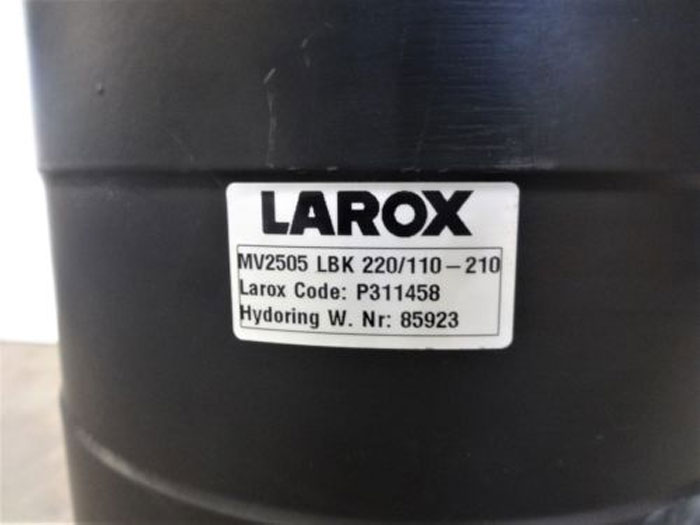 LAROX
MV2505 LBK 220/110-210
Larox Code: P311458
Hydoring W. Nr: 85923